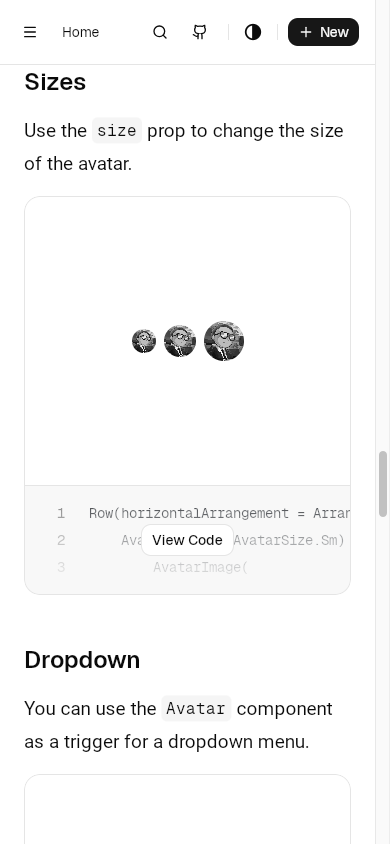 Home
New
Sizes
Use the size prop to change the size
of the avatar.
1 Row(horizontalArrangement = Arran
2 Ava AvatarSize.Sm)
View Code
3 AvatarImage(
Dropdown
You can use the Avatar component
as a trigger for a dropdown menu.